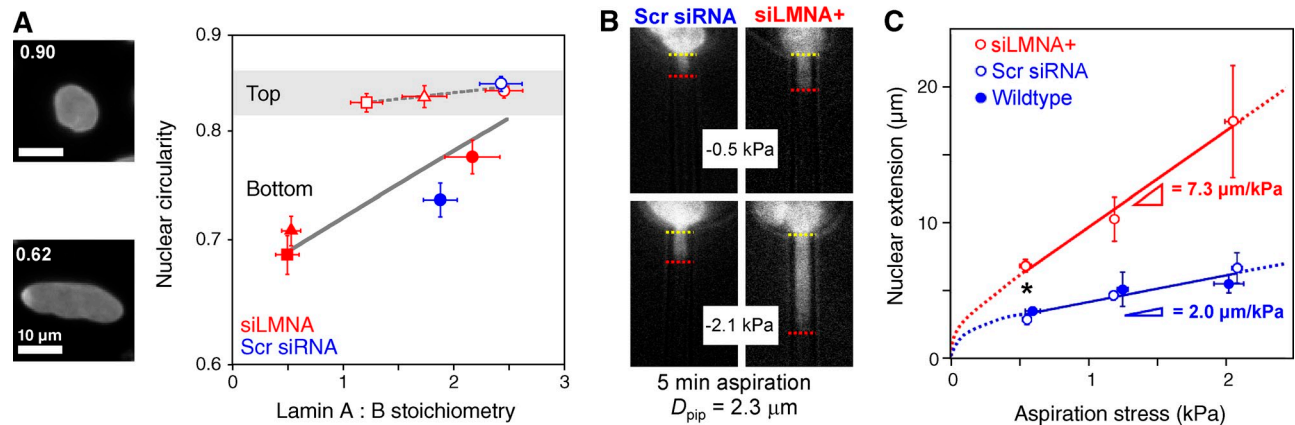 A
0.90
0.62
10 μm
Nuclear circularity
0.9
0.8
0.7
0.6
Top
Bottom
siLMNA
Scr siRNA
0
1
2
3
Lamin A : B stoichiometry
B
Scr siRNA
siLMNA+
-0.5 kPa
-2.1 kPa
5 min aspiration
Dpip = 2.3 μm
C
Nuclear extension (μm)
20
10
0
siLMNA+
Scr siRNA
Wildtype
= 7.3 μm/kPa
*
= 2.0 μm/kPa
0
1
2
Aspiration stress (kPa)